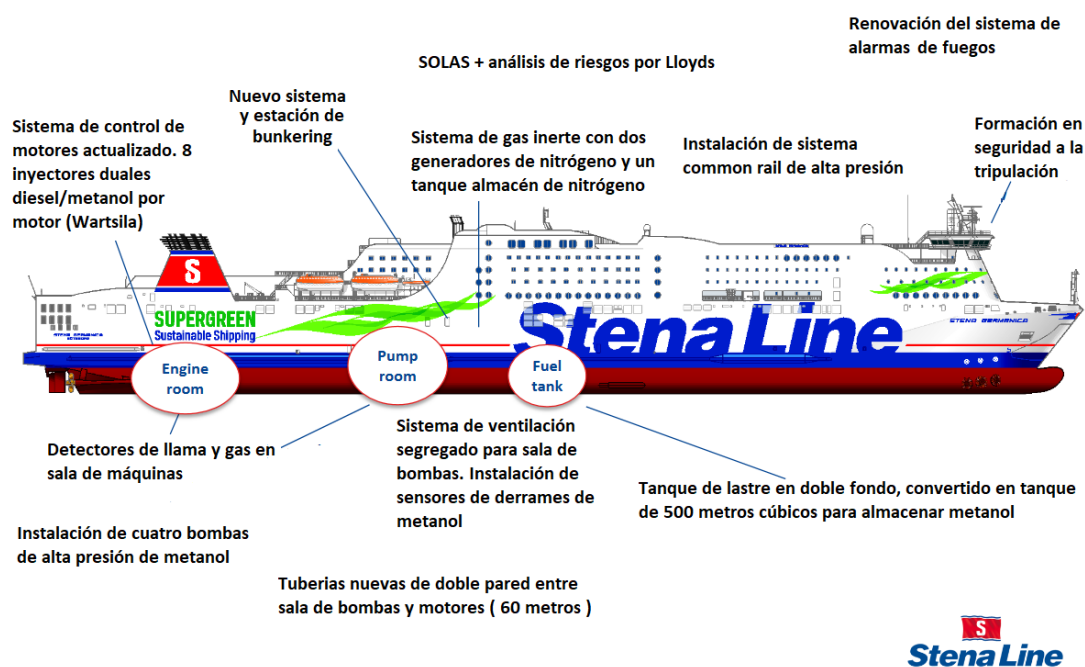 Renovación del sistema de
alarmas de fuegos
SOLAS + análisis de riesgos por Lloyds
Nuevo sistema
y estación de
bunkering
Sistema de control de
motores actualizado. 8
inyectores duales
diesel/metanol por
motor (Wartsila)
Sistema de gas inerte con dos
generadores de nitrógeno y un
tanque almacén de nitrógeno
Instalación de sistema
common rail de alta presión
Formación en
seguridad a la
tripulación
S
SUPERGREEN
Sustainable Shipping
Stena Line
STENA GERMANICA
Engine
room
Pump
room
Fuel
tank
Detectores de llama y gas en
sala de máquinas
Sistema de ventilación
segregado para sala de
bombas. Instalación de
sensores de derrames de
metanol
Tanque de lastre en doble fondo, convertido en tanque
de 500 metros cúbicos para almacenar metanol
Instalación de cuatro bombas
de alta presión de metanol
Tuberias nuevas de doble pared entre
sala de bombas y motores ( 60 metros )
S
Stena Line